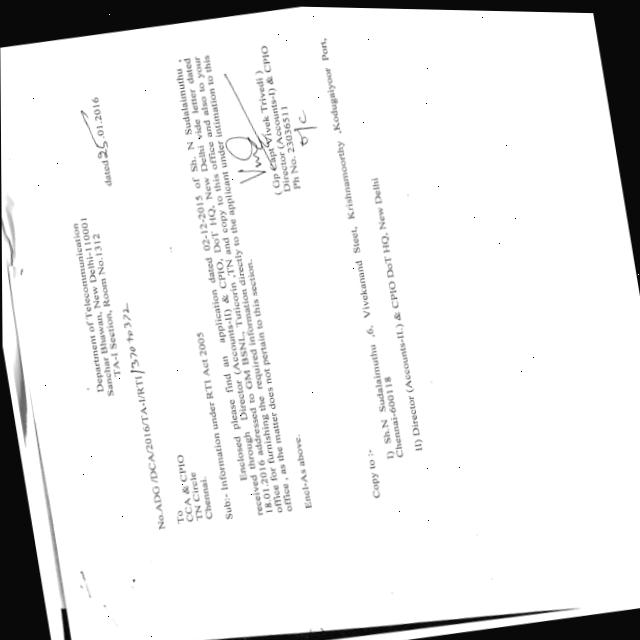 Department of Telecommunication
Sanchar Bhawan, New Delhi-110001
TA-I Section, Room No.1312
No.ADG /DCA/2016/TA-I/RTI/370 to 372
dated 25.01.2016
To
CCA & CPIO
TN Circle
Chennai.
Sub:- Information under RTI Act 2005
Enclosed please find an application dated 02-12-2015 of Sh. N Sudalaimuthu ,
received through Director (Accounts-II) & CPIO, DoT HQ, New Delhi vide letter dated
18.01.2016 addressed to GM BSNL, Tuticorin ,TN and copy to this office and also to your
office for furnishing the required information directly to the applicant under intimation to this
office , as the matter does not pertain to this section.
( Gp Capt Vivek Trivedi )
Director (Accounts-I) & CPIO
Ph No. 23036511
o/c
Encl-As above.
Copy to :-
I) Sh.N Sudalaimuthu ,6, Vivekanand Steet, Krishnamoorthy ,Kodugaiyoor Port,
Chennai-600118
II) Director (Accounts-II.) & CPIO DoT HQ, New Delhi